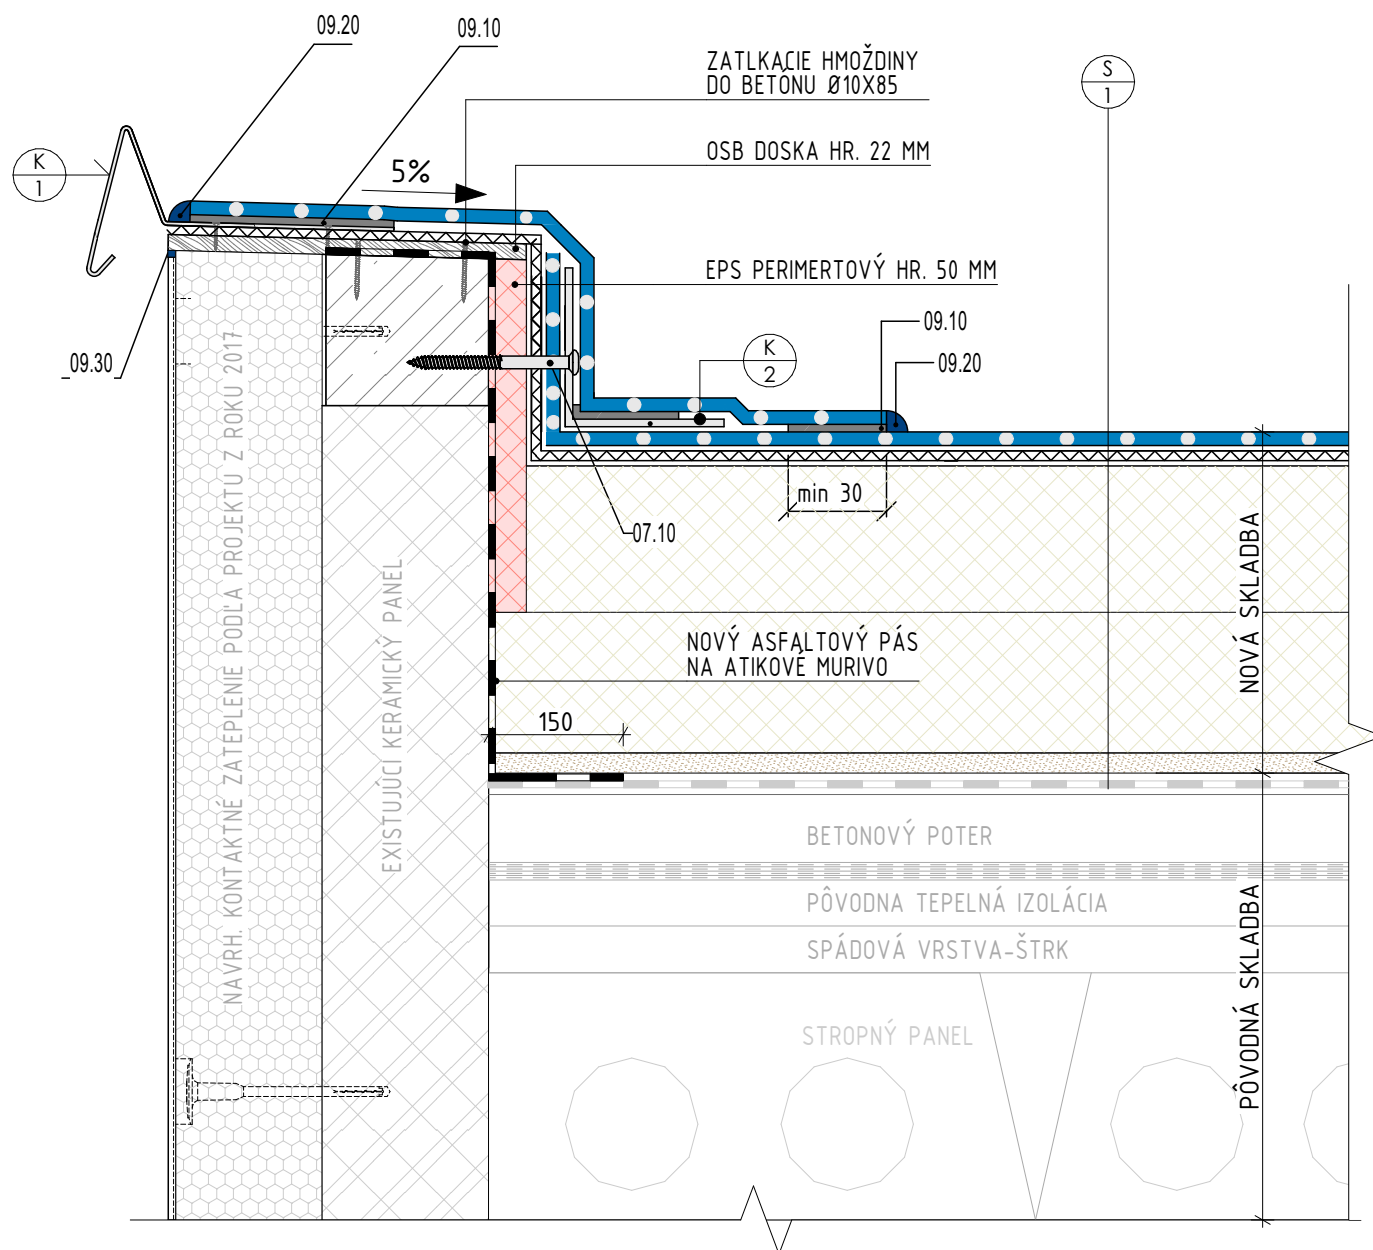 09.20
09.10
ZATLKACIE HMOŽDINY
DO BETÓNU Ø10X85
S
1
K
1
5%
OSB DOSKA HR. 22 MM
EPS PERIMERTOVÝ HR. 50 MM
09.10
K
2
09.20
_09.30
min 30
07.10
NAVRH. KONTAKTNÉ ZATEPLENIE PODĽA PROJEKTU Z ROKU 2017
EXISTUJÚCI KERAMICKÝ PANEL
NOVÁ SKLADBA
NOVÝ ASFALTOVÝ PÁS
NA ATIKOVÉ MURIVO
150
BETONOVÝ POTER
PÔVODNA TEPELNÁ IZOLÁCIA
SPÁDOVÁ VRSTVA-ŠTRK
PÔVODNÁ SKLADBA
STROPNÝ PANEL